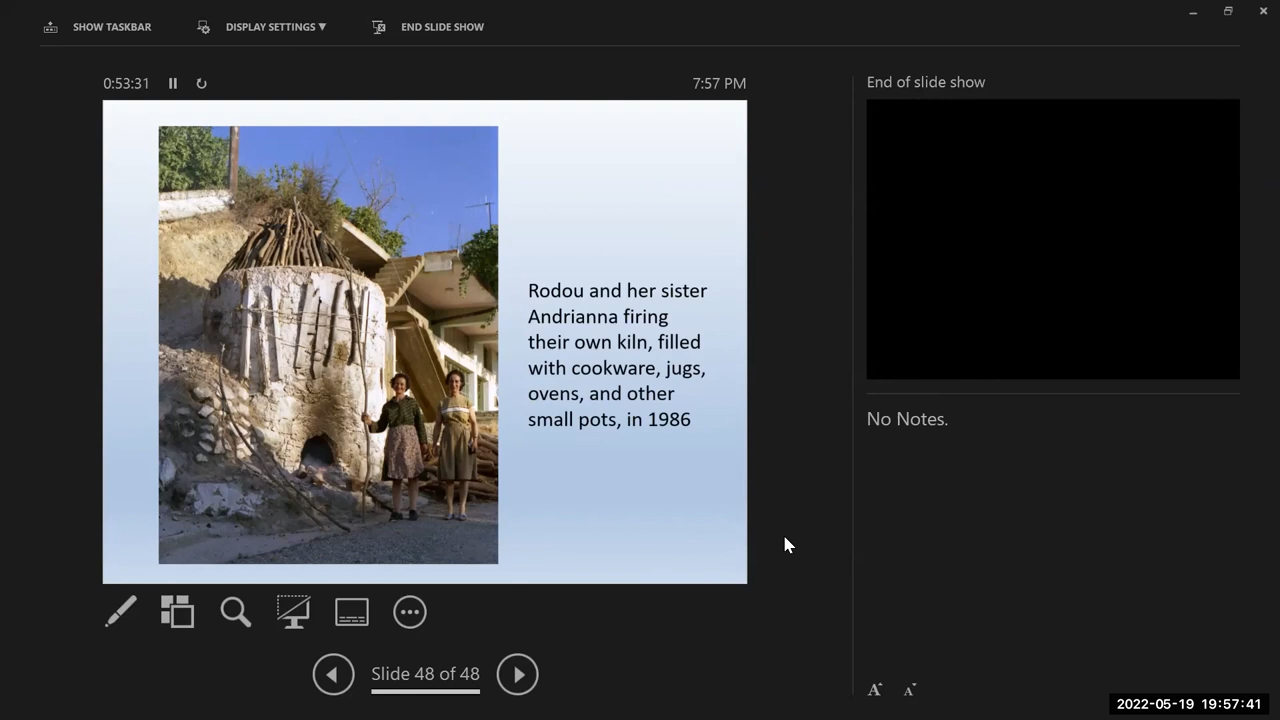 SHOW TASKBAR
DISPLAY SETTINGS ▼
END SLIDE SHOW
0:53:31
7:57 PM
End of slide show
Rodou and her sister
Andrianna firing
their own kiln, filled
with cookware, jugs,
ovens, and other
small pots, in 1986
No Notes.
Slide 48 of 48
A A
2022-05-19 19:57:41